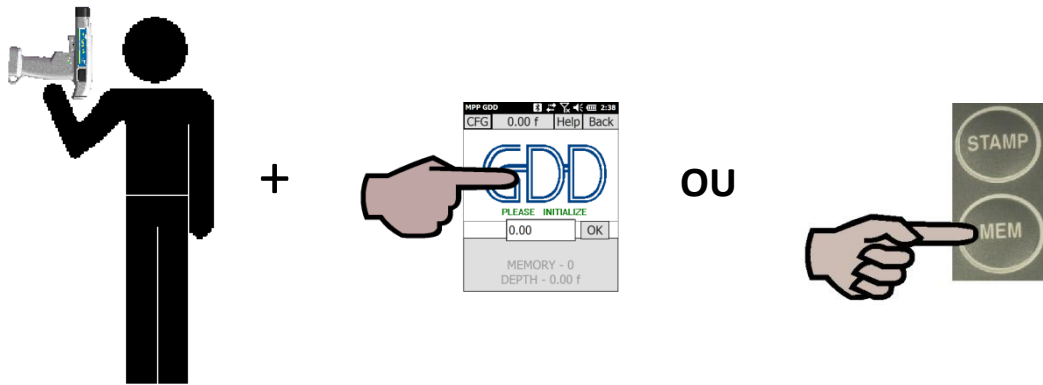 +
MPP GDD 2:38
CFG 0.00 f Help Back
GDD
PLEASE INITIALIZE
0.00 OK
MEMORY - 0
DEPTH - 0.00 f
OU
STAMP
MEM